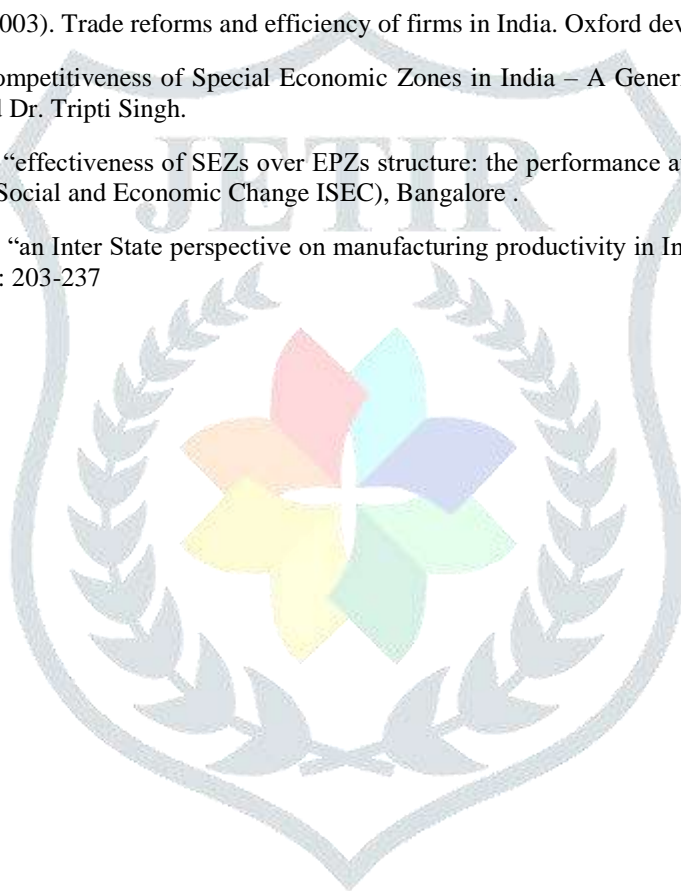 003). Trade reforms and efficiency of firms in India. Oxford dev
ompetitiveness of Special Economic Zones in India – A Generi
d Dr. Tripti Singh.
“effectiveness of SEZs over EPZs structure: the performance a
Social and Economic Change ISEC), Bangalore .
“an Inter State perspective on manufacturing productivity in In
: 203-237
JETIR